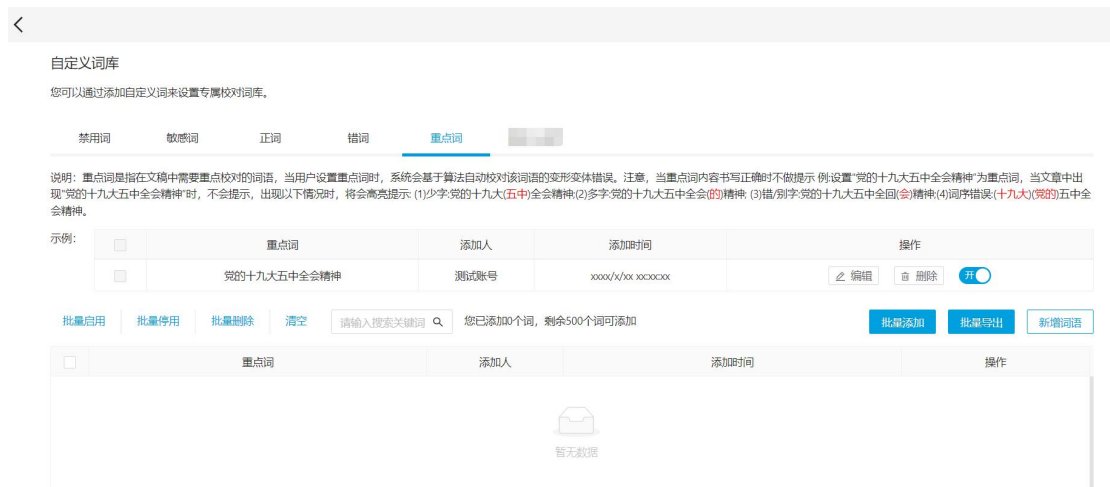 自定义词库
您可以通过添加自定义词来设置专属校对词库。
禁用词 敏感词 正词 错词 重点词
说明：重点词是指在文稿中需要重点校对的词语，当用户设置重点词时，系统会基于算法自动校对该词语的变形变体错误。注意，当重点词内容书写正确时不做提示 例:设置"党的十九大五中全会精神"为重点词，当文章中出
现"党的十九大五中全会精神"时，不会提示，出现以下情况时，将会高亮提示: (1)少字:党的十九大(五中)全会精神;(2)多字:党的十九大五中全会(的)精神; (3)错/别字:党的十九大五中全回(会)精神;(4)词序错误:(十九大)(党的)五中全
会精神。
示例： 重点词 添加人 添加时间 操作
党的十九大五中全会精神 测试账号 xxxx/x/xx xx:xx:xx 编辑 删除 开
批量启用 批量停用 批量删除 清空 请输入搜索关键词 您已添加0个词，剩余500个词可添加 批量添加 批量导出 新增词语
重点词 添加人 添加时间 操作
暂无数据